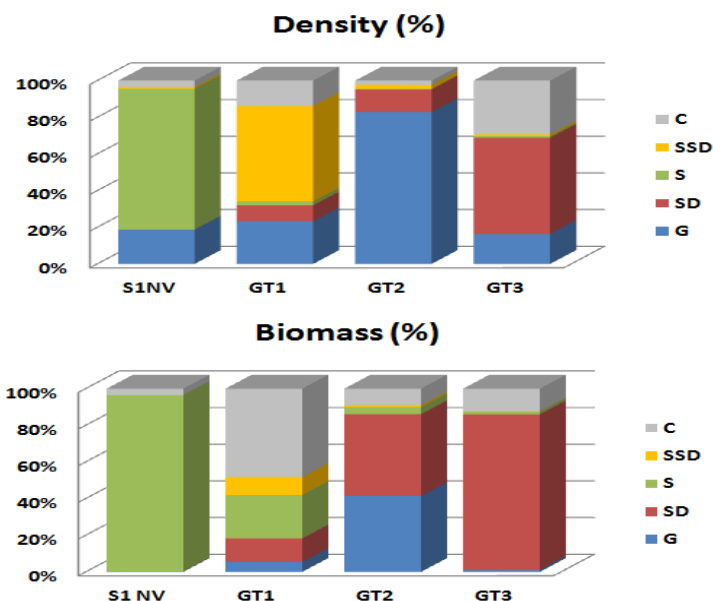 Density (%)
100%
80%
60%
40%
20%
0%
S1NV GT1 GT2 GT3
C
SSD
S
SD
G
Biomass (%)
100%
80%
60%
40%
20%
0%
S1 NV GT1 GT2 GT3
C
SSD
S
SD
G